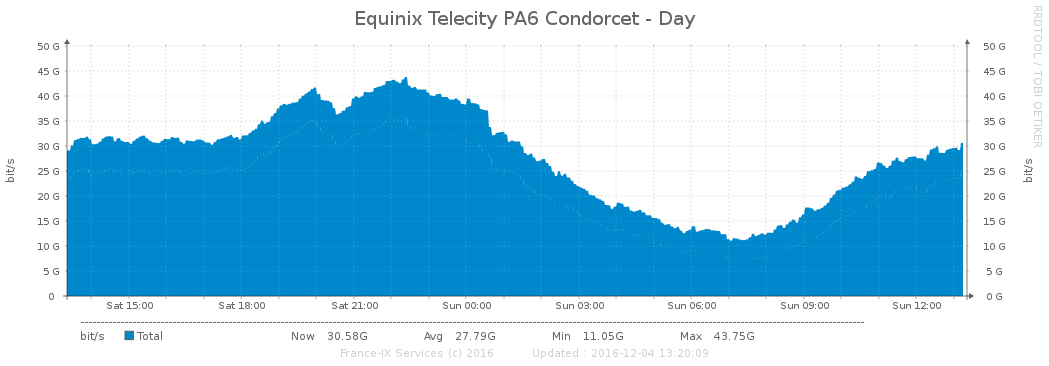 Equinix Telecity PA6 Condorcet - Day
RRDTOOL / TOBI OETIKER
bit/s
bit/s
50 G 50 G
45 G 45 G
40 G 40 G
35 G 35 G
30 G 30 G
25 G 25 G
20 G 20 G
15 G 15 G
10 G 10 G
5 G 5 G
0 0 G
Sat 15:00 Sat 18:00 Sat 21:00 Sun 00:00 Sun 03:00 Sun 06:00 Sun 09:00 Sun 12:00
bit/s Total Now 30.58G Avg 27.79G Min 11.05G Max 43.75G
France-IX Services (c) 2016 Updated : 2016-12-04 13:20:09